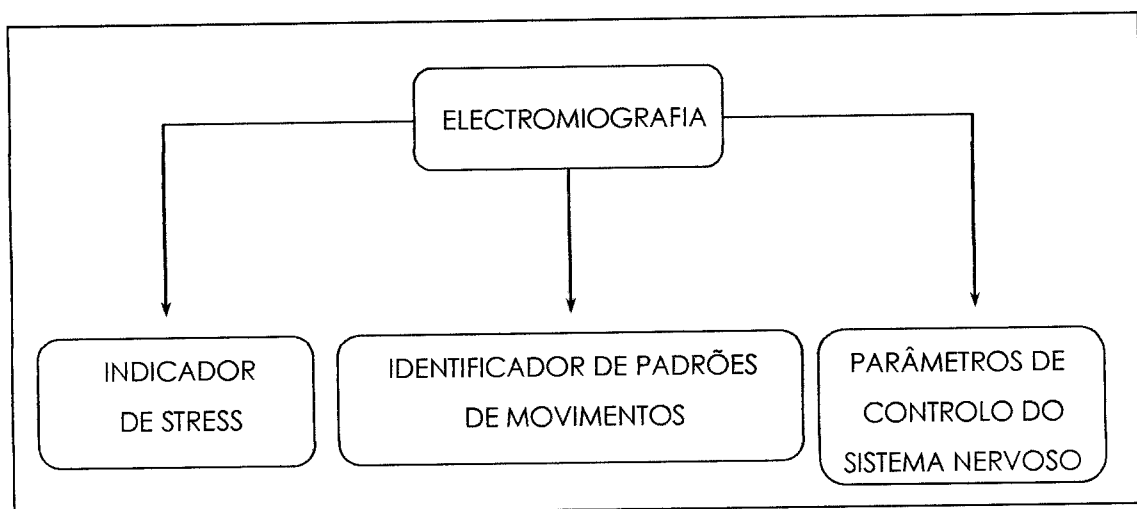 ELECTROMIOGRAFIA
INDICADOR
DE STRESS
IDENTIFICADOR DE PADRÕES
DE MOVIMENTOS
PARÂMETROS DE
CONTROLO DO
SISTEMA NERVOSO